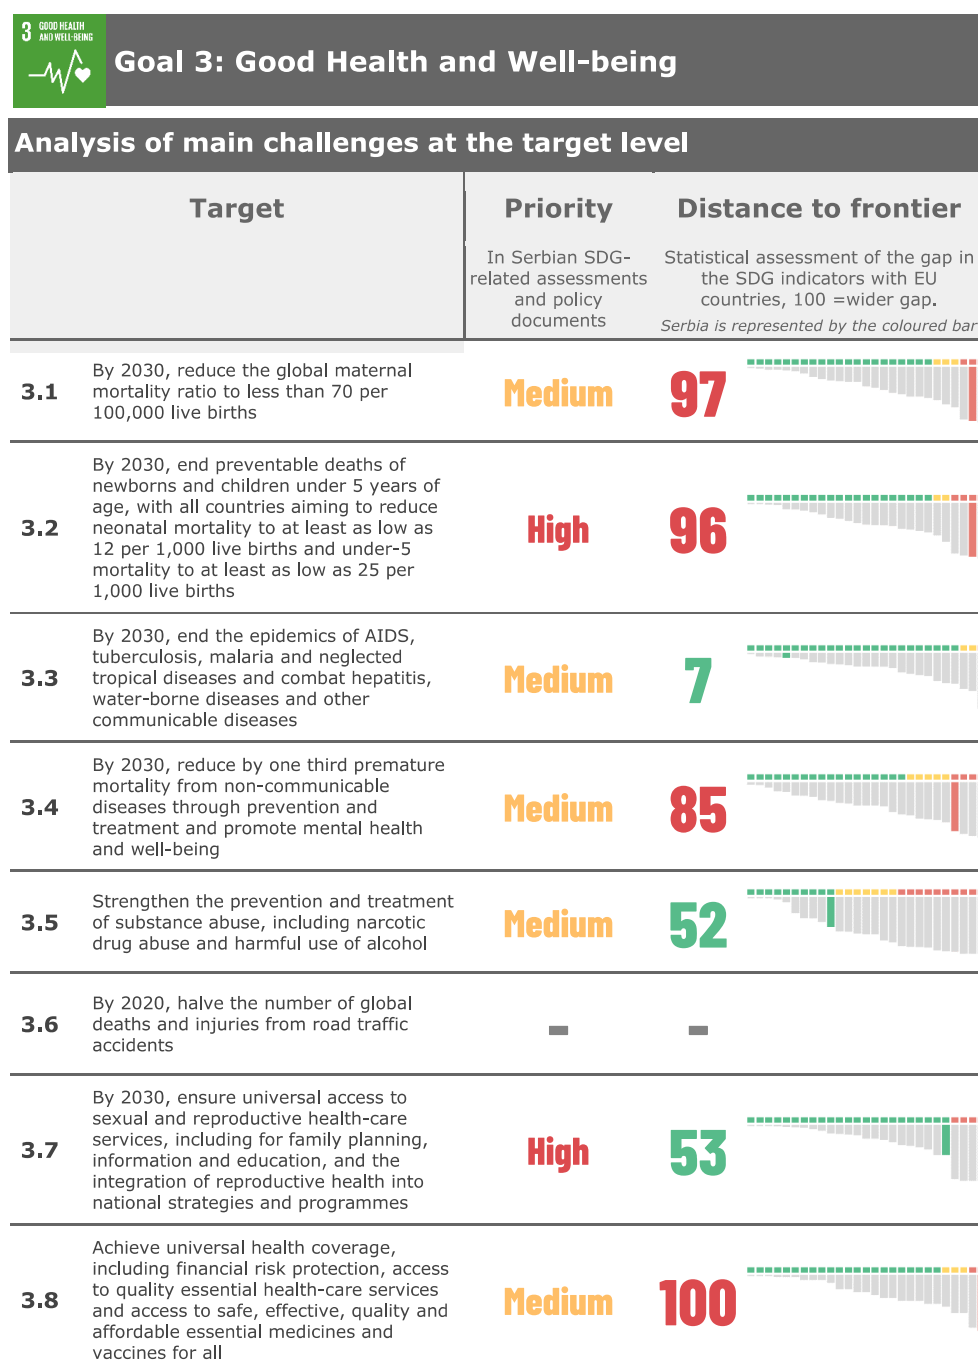 3 GOOD HEALTH
AND WELL-BEING
Goal 3: Good Health and Well-being
Analysis of main challenges at the target level
Target
Priority
Distance to frontier
In Serbian SDG-
related assessments
and policy
documents
Statistical assessment of the gap in
the SDG indicators with EU
countries, 100 =wider gap.
Serbia is represented by the coloured bar
3.1
By 2030, reduce the global maternal
mortality ratio to less than 70 per
100,000 live births
Medium
97
3.2
By 2030, end preventable deaths of
newborns and children under 5 years of
age, with all countries aiming to reduce
neonatal mortality to at least as low as
12 per 1,000 live births and under-5
mortality to at least as low as 25 per
1,000 live births
High
96
3.3
By 2030, end the epidemics of AIDS,
tuberculosis, malaria and neglected
tropical diseases and combat hepatitis,
water-borne diseases and other
communicable diseases
Medium
7
3.4
By 2030, reduce by one third premature
mortality from non-communicable
diseases through prevention and
treatment and promote mental health
and well-being
Medium
85
3.5
Strengthen the prevention and treatment
of substance abuse, including narcotic
drug abuse and harmful use of alcohol
Medium
52
3.6
By 2020, halve the number of global
deaths and injuries from road traffic
accidents
-
-
3.7
By 2030, ensure universal access to
sexual and reproductive health-care
services, including for family planning,
information and education, and the
integration of reproductive health into
national strategies and programmes
High
53
3.8
Achieve universal health coverage,
including financial risk protection, access
to quality essential health-care services
and access to safe, effective, quality and
affordable essential medicines and
vaccines for all
Medium
100